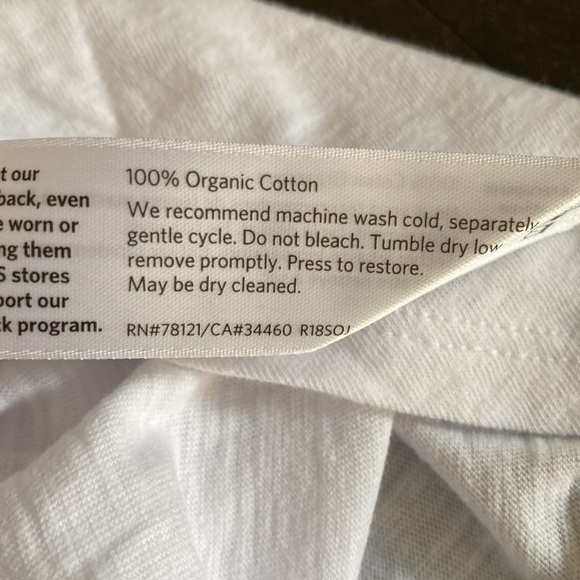 t our
back, even
worn or
ng them
S stores
port our
k program.
100% Organic Cotton
We recommend machine wash cold, separately
gentle cycle. Do not bleach. Tumble dry low
remove promptly. Press to restore.
May be dry cleaned.
RN#78121/CA#34460 R18SO